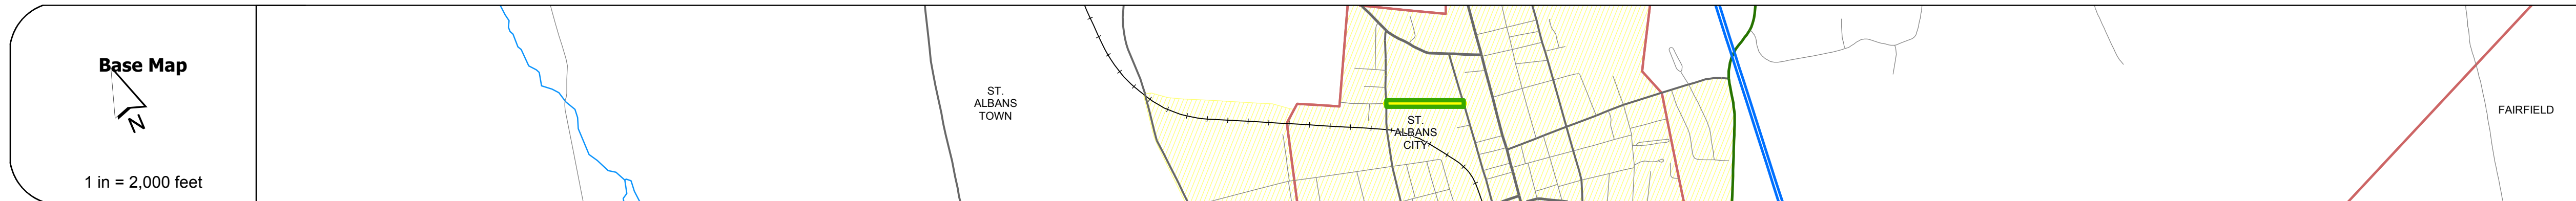 Base Map
N
1 in = 2,000 feet
ST.
ALBANS
TOWN
ST.
ALBANS
CITY
FAIRFIELD